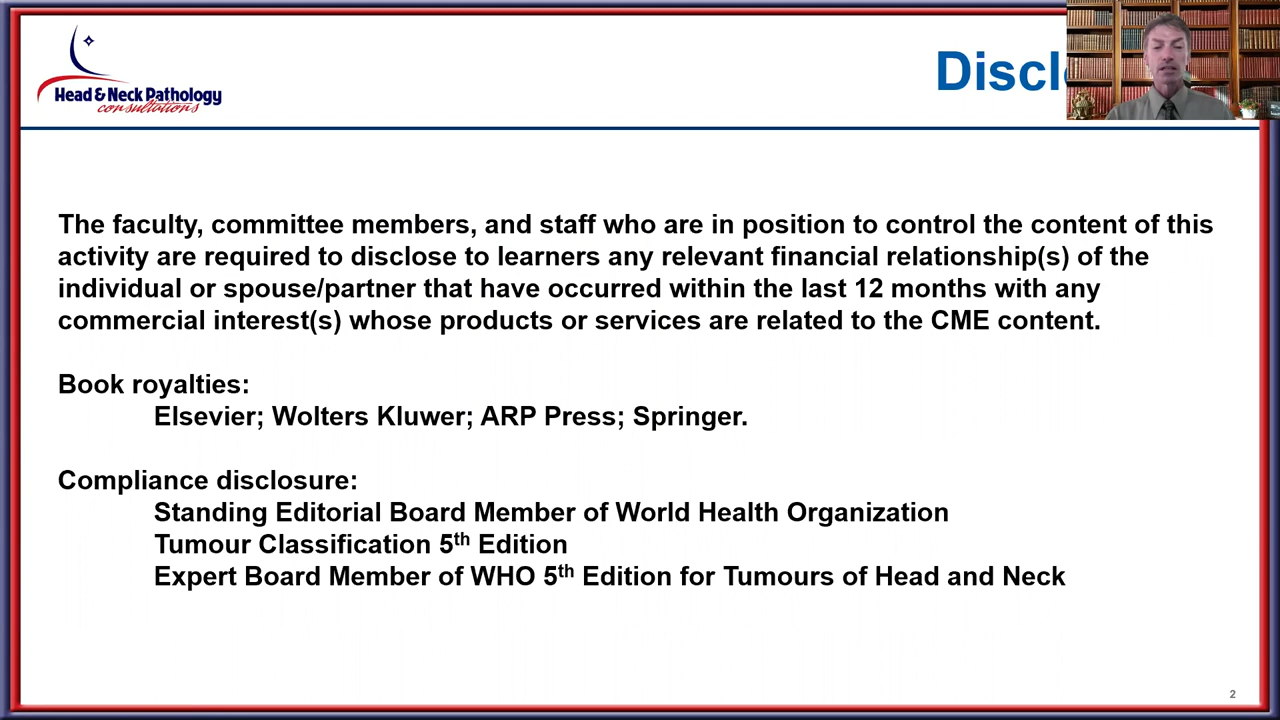 Head & Neck Pathology
consultations
The faculty, committee members, and staff who are in position to control the content of this
activity are required to disclose to learners any relevant financial relationship(s) of the
individual or spouse/partner that have occurred within the last 12 months with any
commercial interest(s) whose products or services are related to the CME content.
Book royalties:
Elsevier; Wolters Kluwer; ARP Press; Springer.
Compliance disclosure:
Standing Editorial Board Member of World Health Organization
Tumour Classification 5th Edition
Expert Board Member of WHO 5th Edition for Tumours of Head and Neck
2